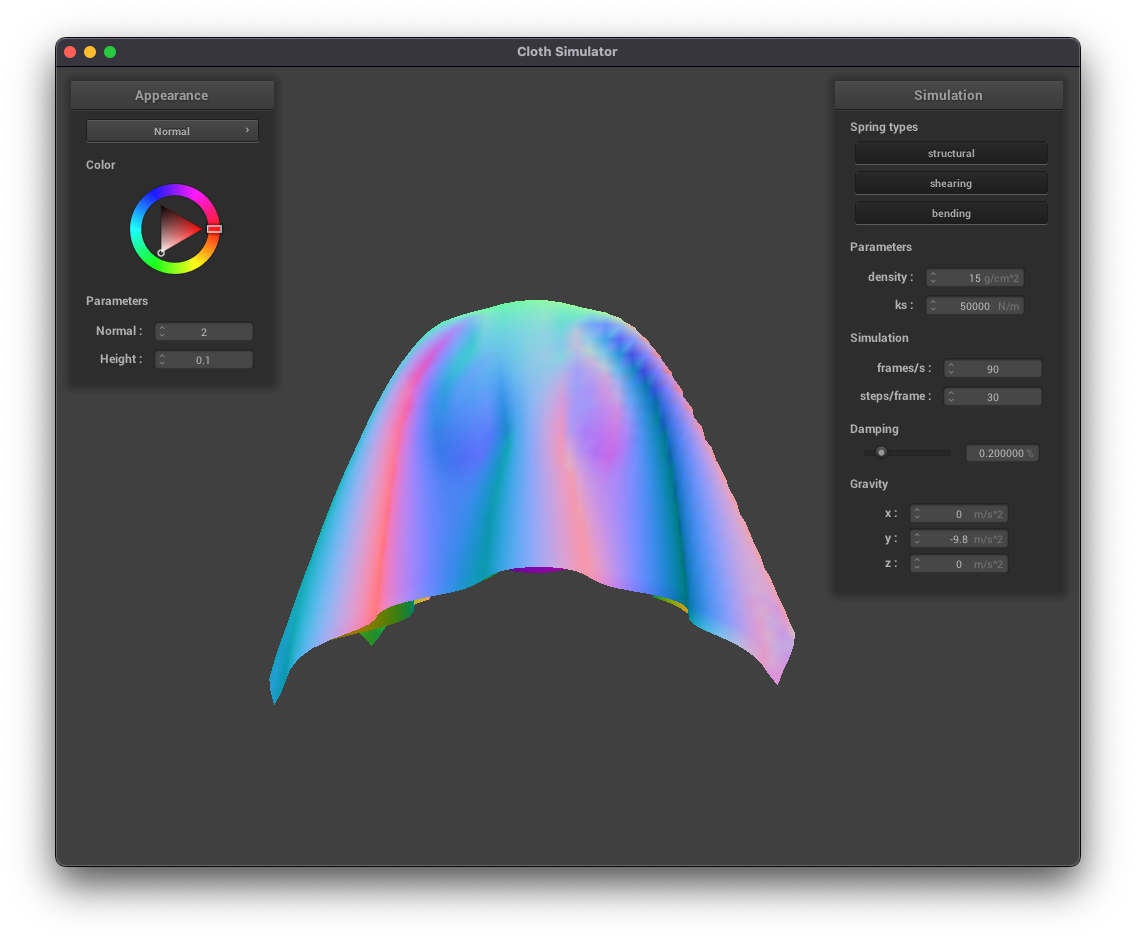 Cloth Simulator
Appearance
Normal
Color
Parameters
Normal : 2
Height : 0.1
Simulation
Spring types
structural
shearing
bending
Parameters
density : 15 g/cm^2
ks : 50000 N/m
Simulation
frames/s : 90
steps/frame : 30
Damping
0.200000 %
Gravity
x : 0 m/s^2
y : -9.8 m/s^2
z : 0 m/s^2